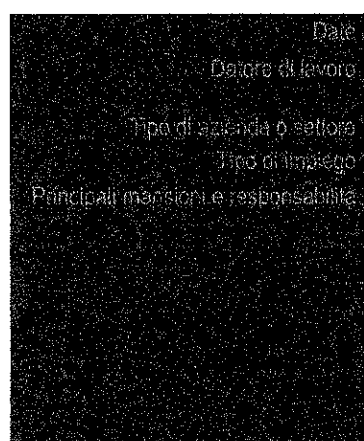 Date
Datore di lavoro
Tipo di azienda o settore
Tipo di impiego
Principali mansioni e responsabilità